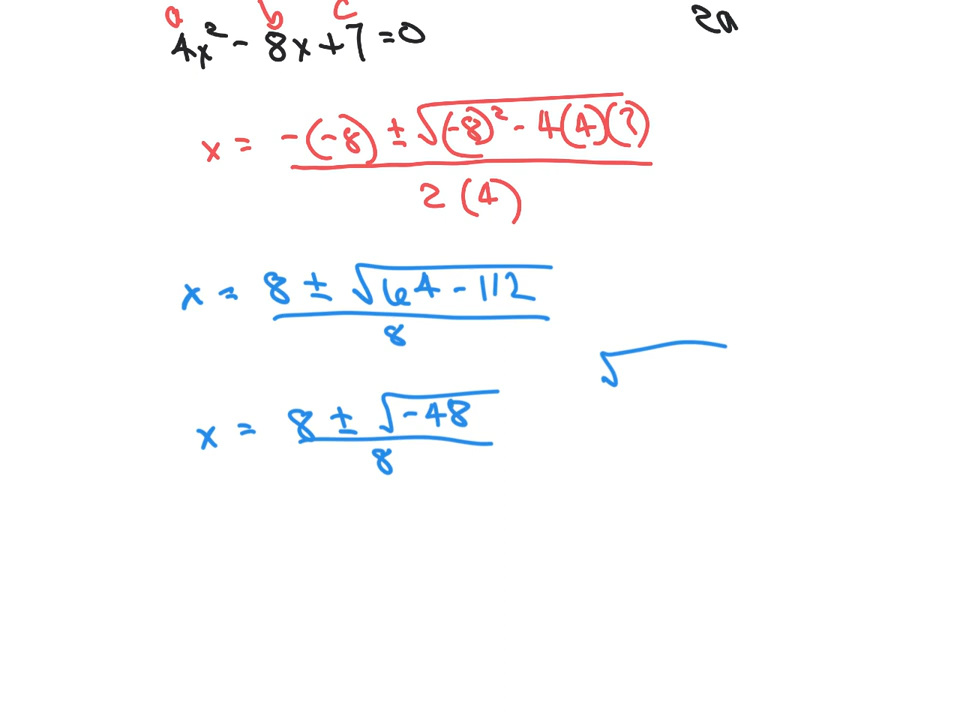 a b c
4x² - 8x + 7 = 0
2a
x = -(-8) ± √(-8)² - 4(4)(7)
2(4)
x = 8 ± √64 - 112
8
√
x = 8 ± √-48
8